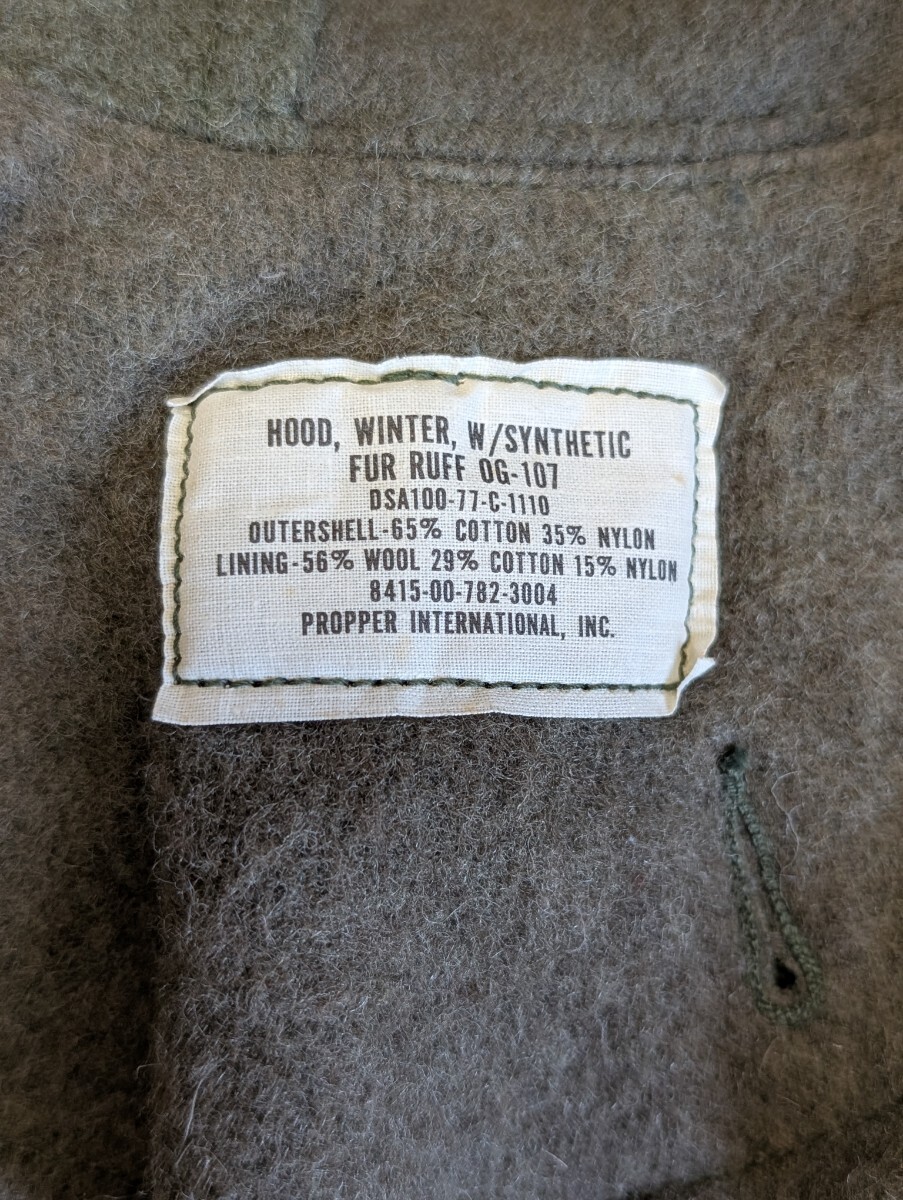 HOOD, WINTER, W/SYNTHETIC
FUR RUFF OG-107
DSA100-77-C-1110
OUTERSHELL-65% COTTON 35% NYLON
LINING-56% WOOL 29% COTTON 15% NYLON
8415-00-782-3004
PROPPER INTERNATIONAL, INC.